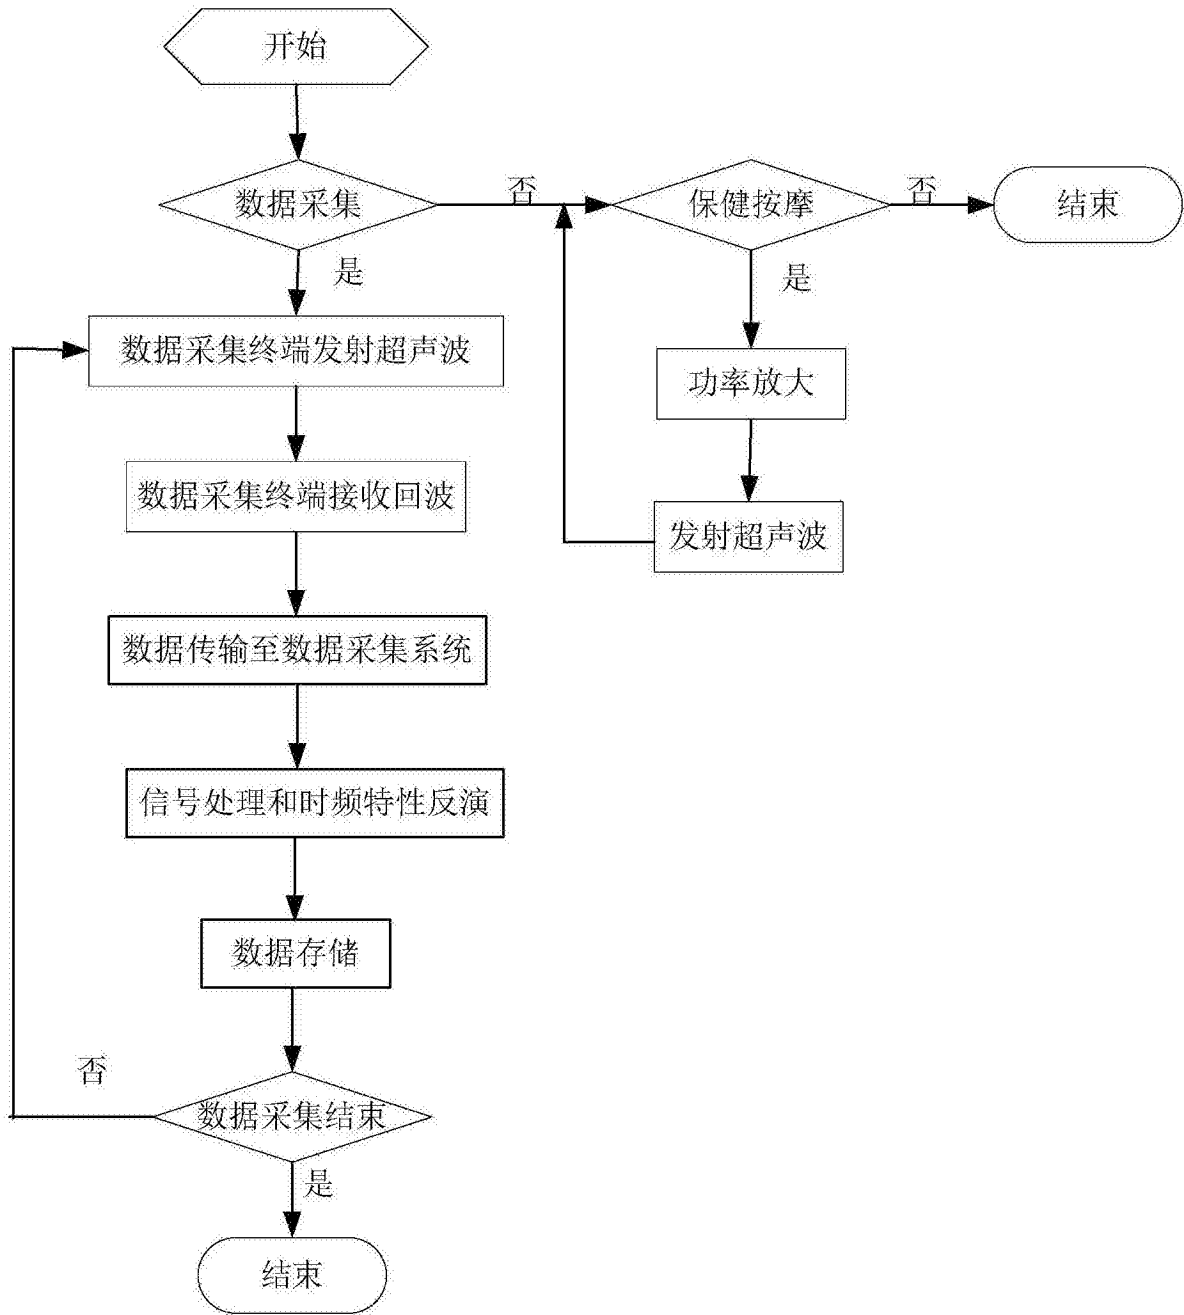 开始
数据采集
否
保健按摩
否
结束
是
是
数据采集终端发射超声波
功率放大
数据采集终端接收回波
发射超声波
数据传输至数据采集系统
信号处理和时频特性反演
数据存储
否
数据采集结束
是
结束